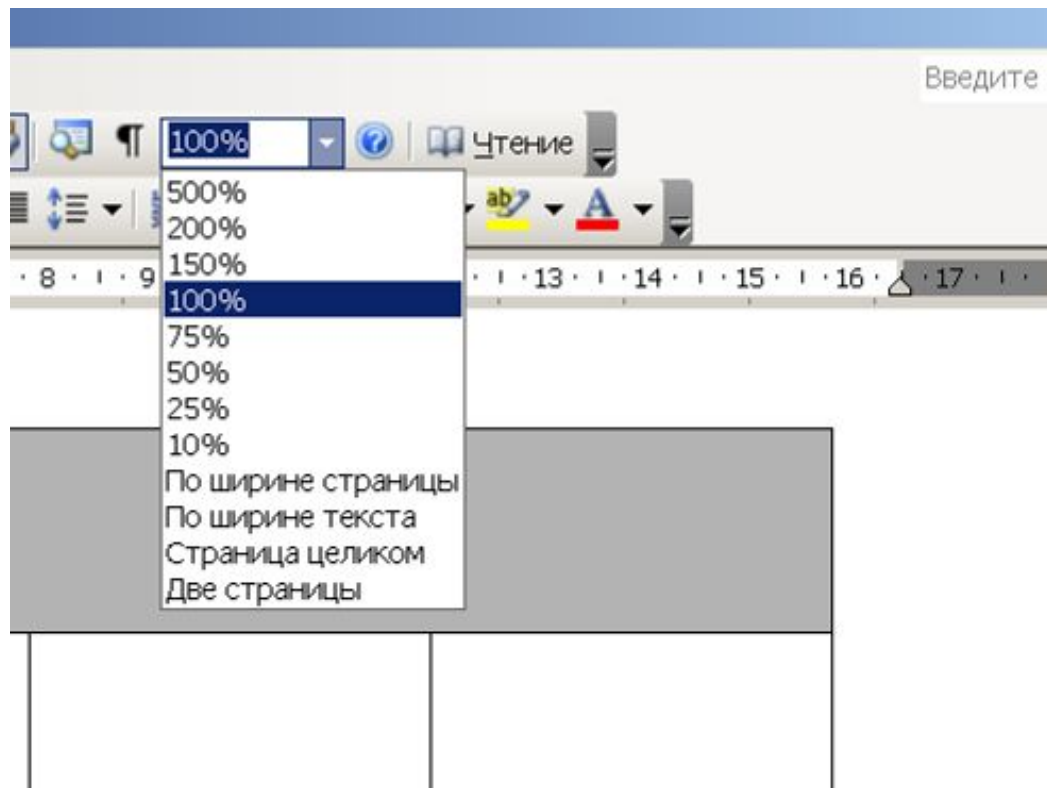 Введите
¶ 100% Чтение
500%
200%
150%
100%
75%
50%
25%
10%
По ширине страницы
По ширине текста
Страница целиком
Две страницы
ab A
8 9 13 14 15 16 17